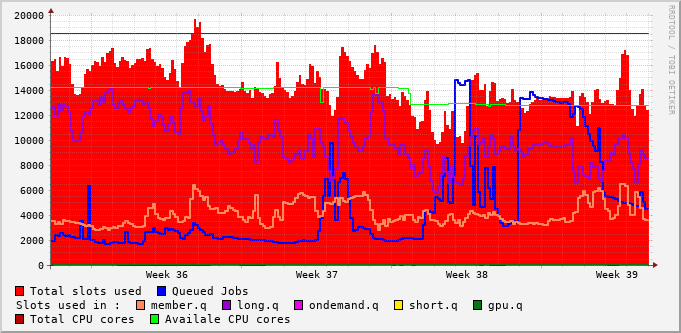 20000
18000
16000
14000
12000
10000
8000
6000
4000
2000
0
Week 36 Week 37 Week 38 Week 39
Total slots used Queued Jobs
Slots used in : member.q long.q ondemand.q short.q gpu.q
Total CPU cores Availale CPU cores
RRDTOOL / TOBI OETIKER